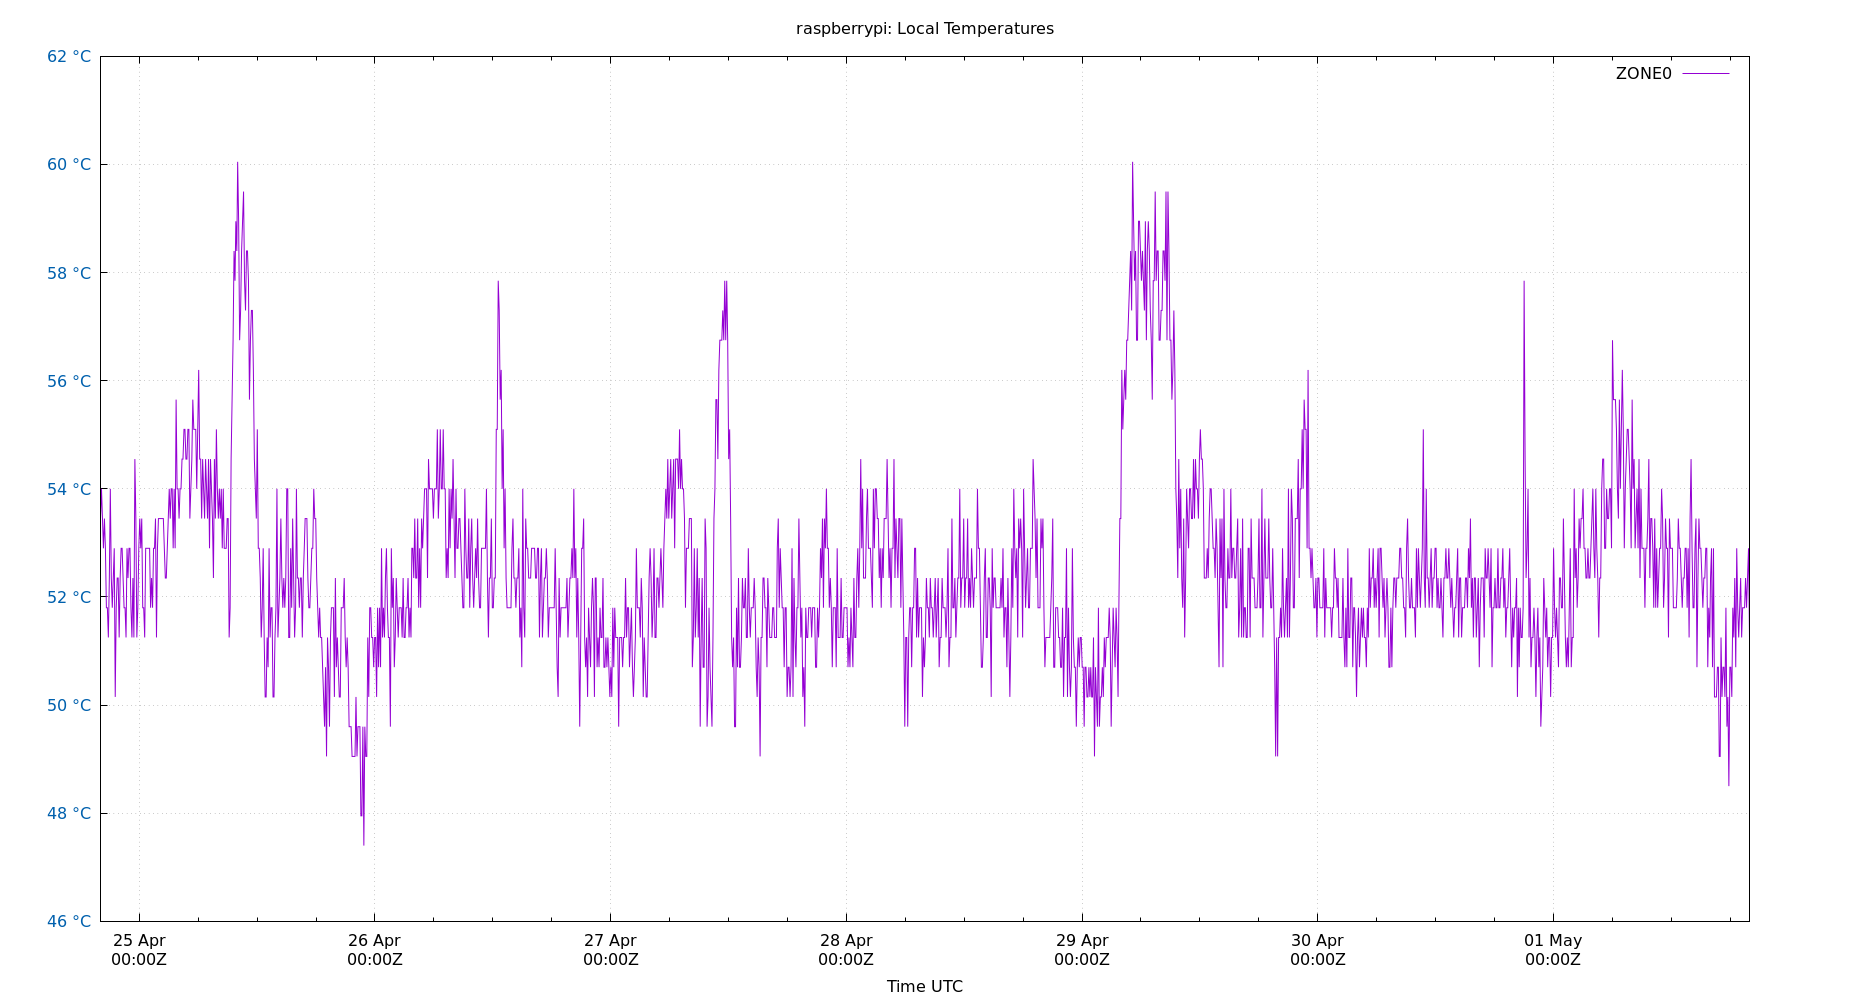 raspberrypi: Local Temperatures
ZONE0
62 °C
60 °C
58 °C
56 °C
54 °C
52 °C
50 °C
48 °C
46 °C
25 Apr 26 Apr 27 Apr 28 Apr 29 Apr 30 Apr 01 May
00:00Z 00:00Z 00:00Z 00:00Z 00:00Z 00:00Z 00:00Z
Time UTC